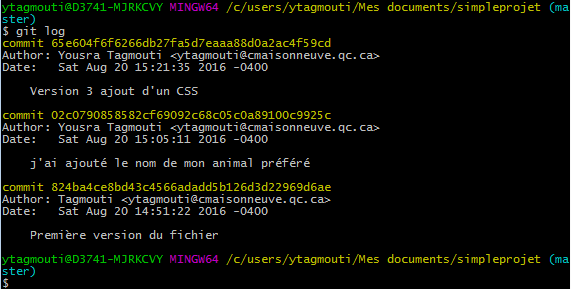 ytagmouti@D3741-MJRKCVY MINGW64 /c/users/ytagmouti/Mes documents/simpleprojet (ma
ster)
$ git log
commit 65e604f6f6266db27fa5d7eaaa88d0a2ac4f59cd
Author: Yousra Tagmouti <ytagmouti@cmaisonneuve.qc.ca>
Date:   Sat Aug 20 15:21:35 2016 -0400
Version 3 ajout d'un CSS
commit 02c0790858582cf69092c68c05c0a89100c9925c
Author: Yousra Tagmouti <ytagmouti@cmaisonneuve.qc.ca>
Date:   Sat Aug 20 15:05:11 2016 -0400
j'ai ajouté le nom de mon animal préféré
commit 824ba4ce8bd43c4566adadd5b126d3d22969d6ae
Author: Tagmouti <ytagmouti@cmaisonneuve.qc.ca>
Date:   Sat Aug 20 14:51:22 2016 -0400
Première version du fichier
ytagmouti@D3741-MJRKCVY MINGW64 /c/users/ytagmouti/Mes documents/simpleprojet (ma
ster)
$